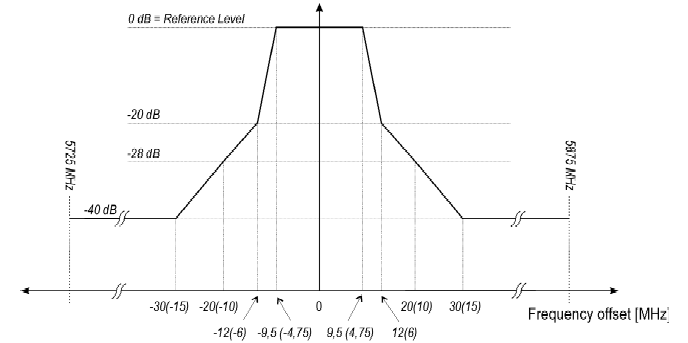 0 dB = Reference Level
-20 dB
-28 dB
-40 dB
5725 MHz
5875 MHz
-30(-15)
-20(-10)
0
20(10)
30(15)
Frequency offset [MHz]
-12(-6)
-9,5 (-4,75)
9,5 (4,75)
12(6)